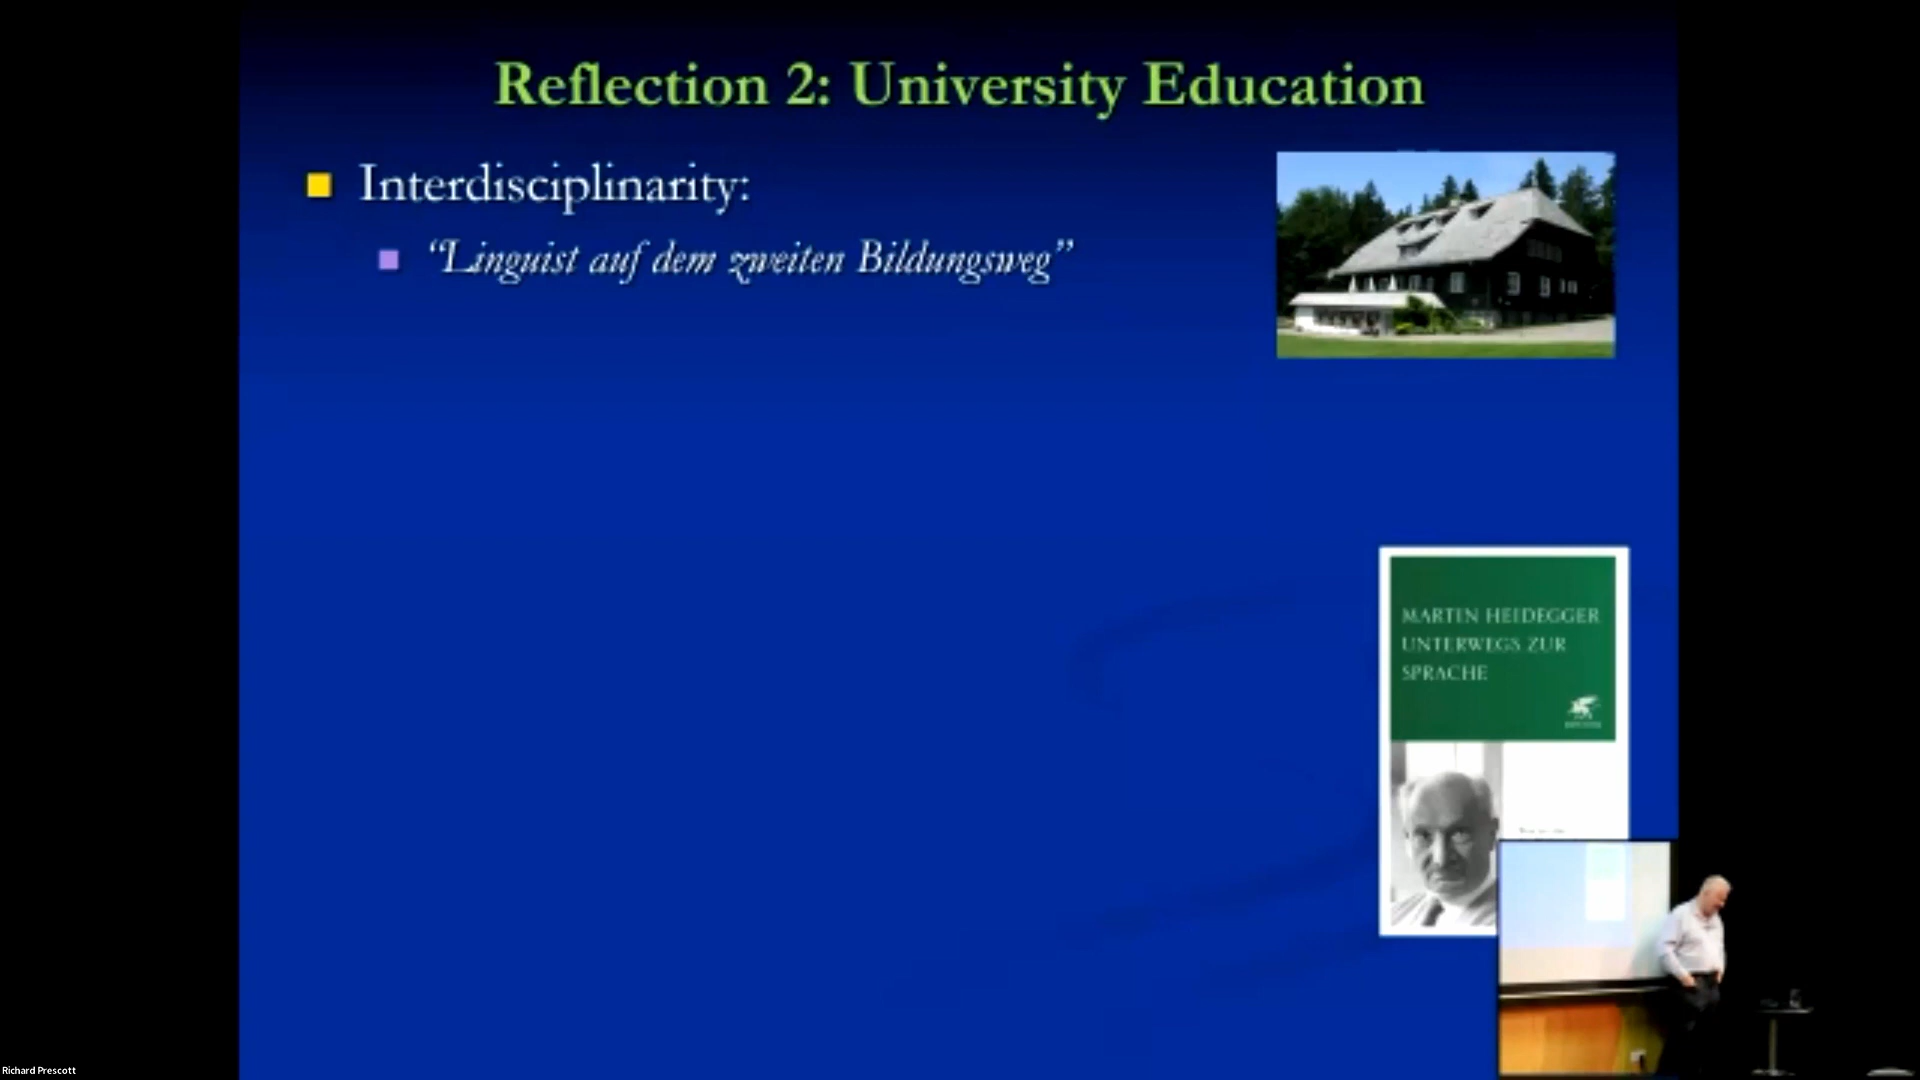 Reflection 2: University Education
Interdisciplinarity:
“Linguist auf dem zweiten Bildungsweg”
MARTIN HEIDEGGER
UNTERWEGS ZUR
SPRACHE
Richard Prescott